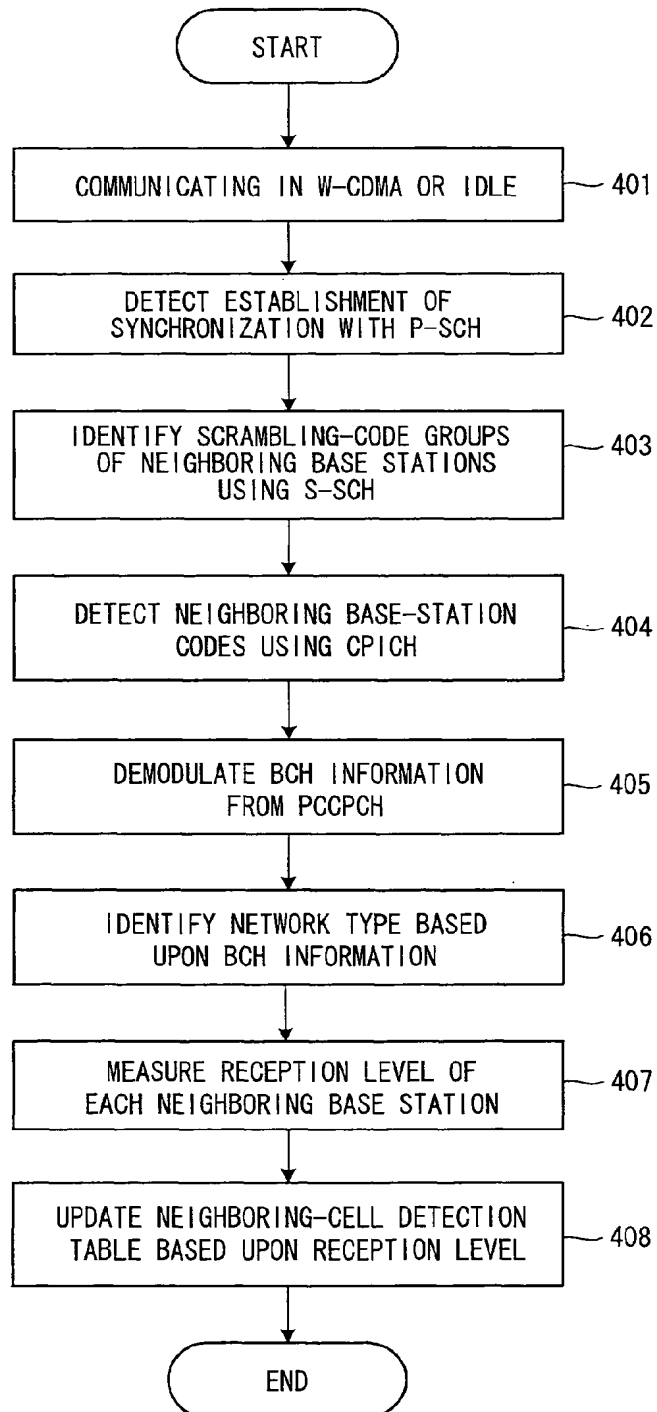 START
COMMUNICATING IN W-CDMA OR IDLE
401
DETECT ESTABLISHMENT OF
SYNCHRONIZATION WITH P-SCH
402
IDENTIFY SCRAMBLING-CODE GROUPS
OF NEIGHBORING BASE STATIONS
USING S-SCH
403
DETECT NEIGHBORING BASE-STATION
CODES USING CPICH
404
DEMODULATE BCH INFORMATION
FROM PCCPCH
405
IDENTIFY NETWORK TYPE BASED
UPON BCH INFORMATION
406
MEASURE RECEPTION LEVEL OF
EACH NEIGHBORING BASE STATION
407
UPDATE NEIGHBORING-CELL DETECTION
TABLE BASED UPON RECEPTION LEVEL
408
END